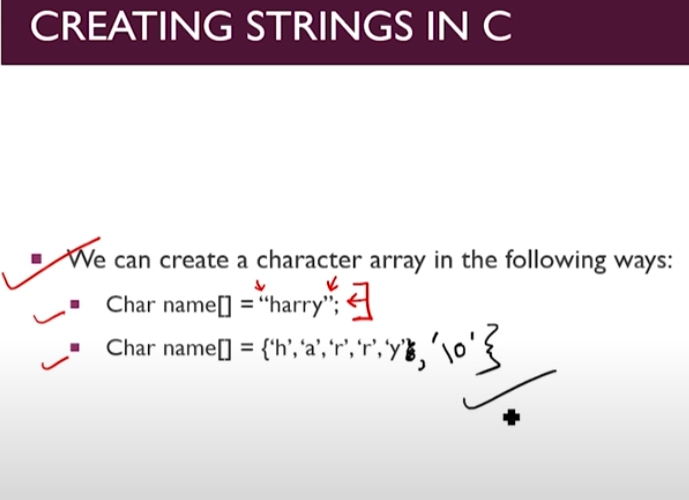 CREATING STRINGS IN C
We can create a character array in the following ways:
Char name[] = “harry”;
Char name[] = {‘h’,‘a’,‘r’,‘r’,‘y’}, '\0'}